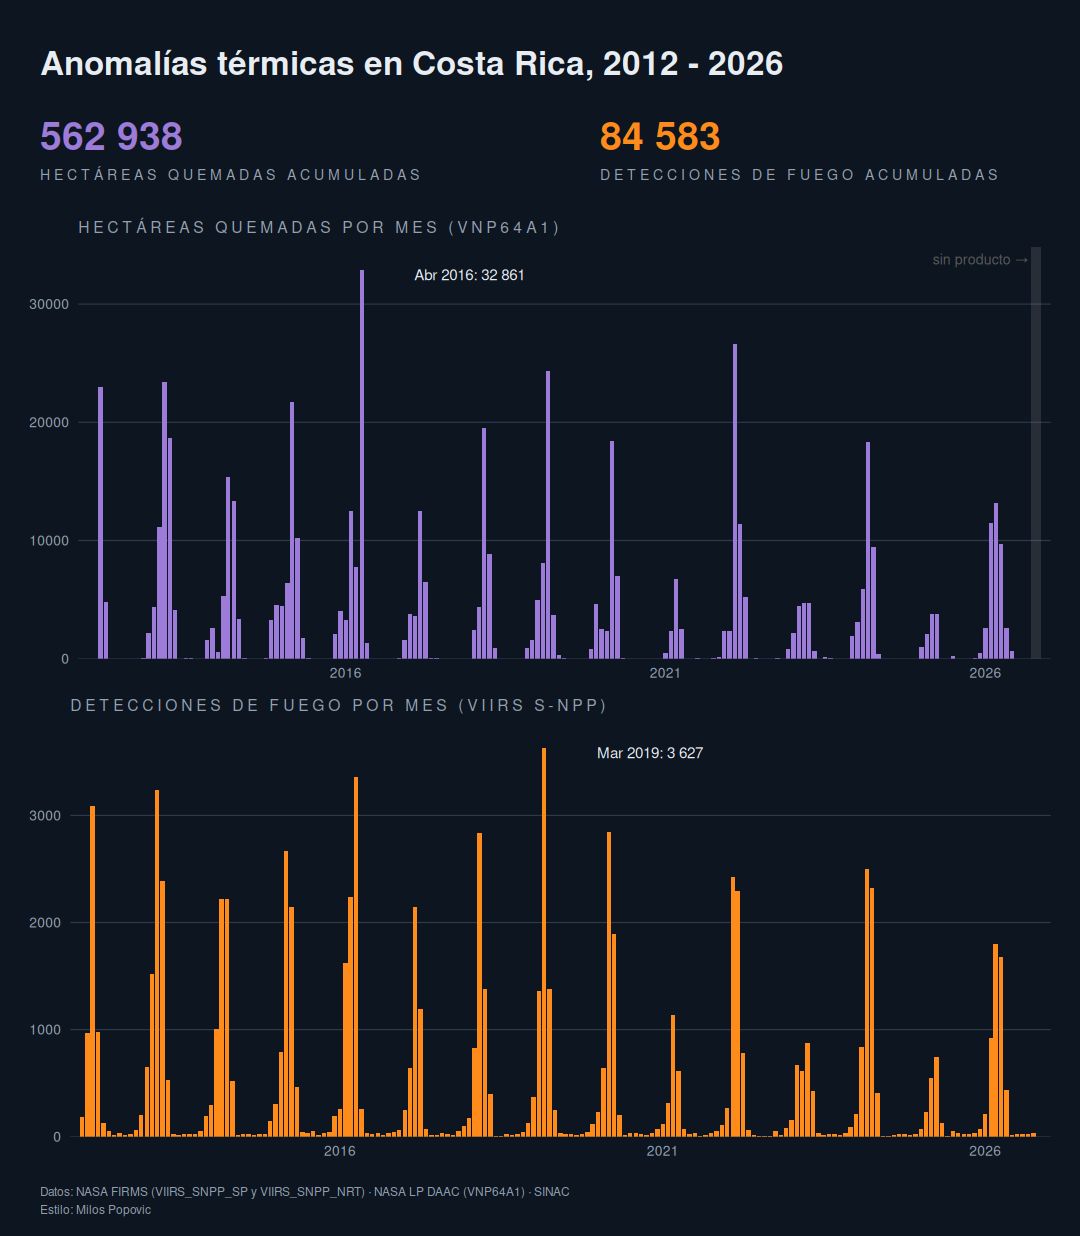 Anomalías térmicas en Costa Rica, 2012 - 2026
562 938
84 583
HECTÁREAS QUEMADAS ACUMULADAS
DETECCIONES DE FUEGO ACUMULADAS
HECTÁREAS QUEMADAS POR MES (VNP64A1)
sin producto →
Abr 2016: 32 861
30000
20000
10000
0
2016
2021
2026
DETECCIONES DE FUEGO POR MES (VIIRS S-NPP)
Mar 2019: 3 627
3000
2000
1000
0
2016
2021
2026
Datos: NASA FIRMS (VIIRS_SNPP_SP y VIIRS_SNPP_NRT) · NASA LP DAAC (VNP64A1) · SINAC
Estilo: Milos Popovic